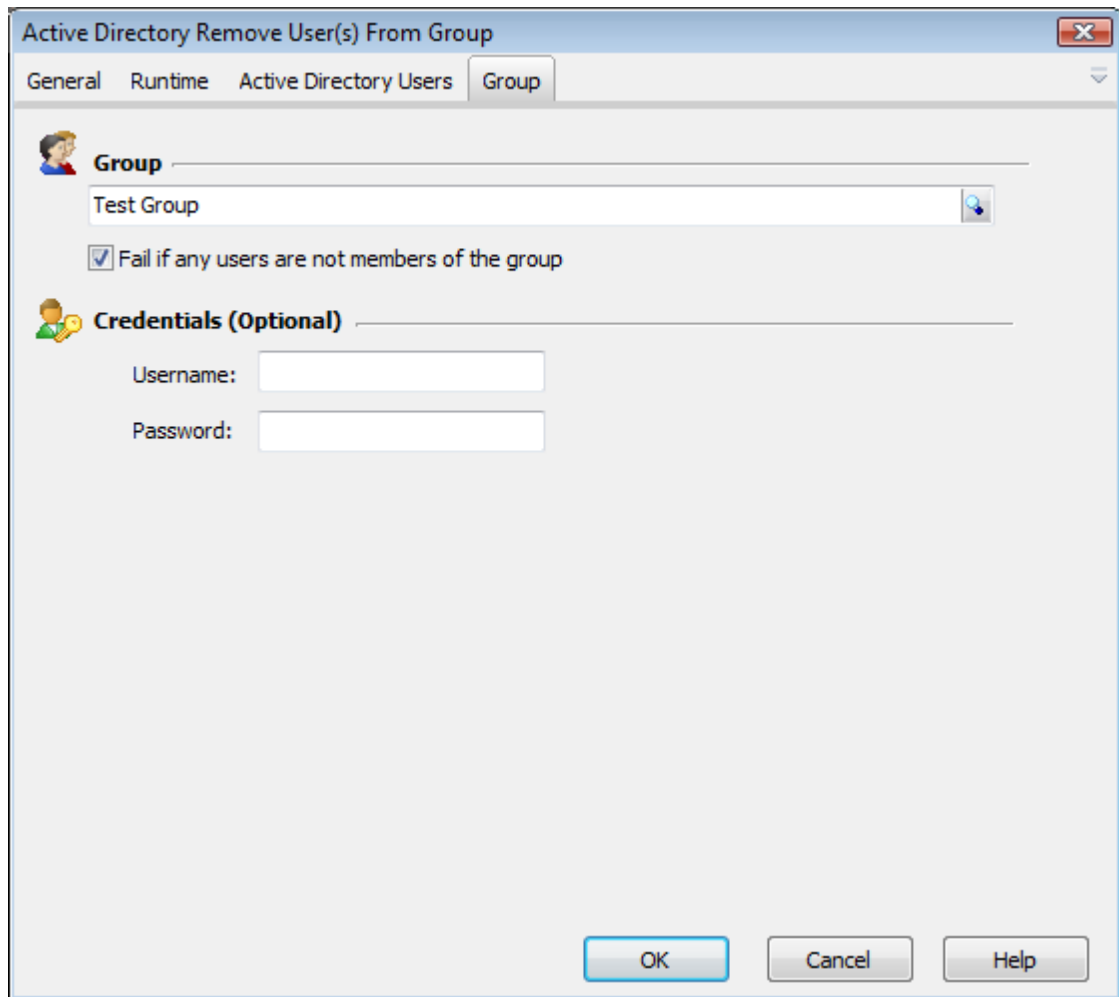 Active Directory Remove User(s) From Group
General Runtime Active Directory Users Group
Group
Test Group
Fail if any users are not members of the group
Credentials (Optional)
Username:
Password:
OK Cancel Help